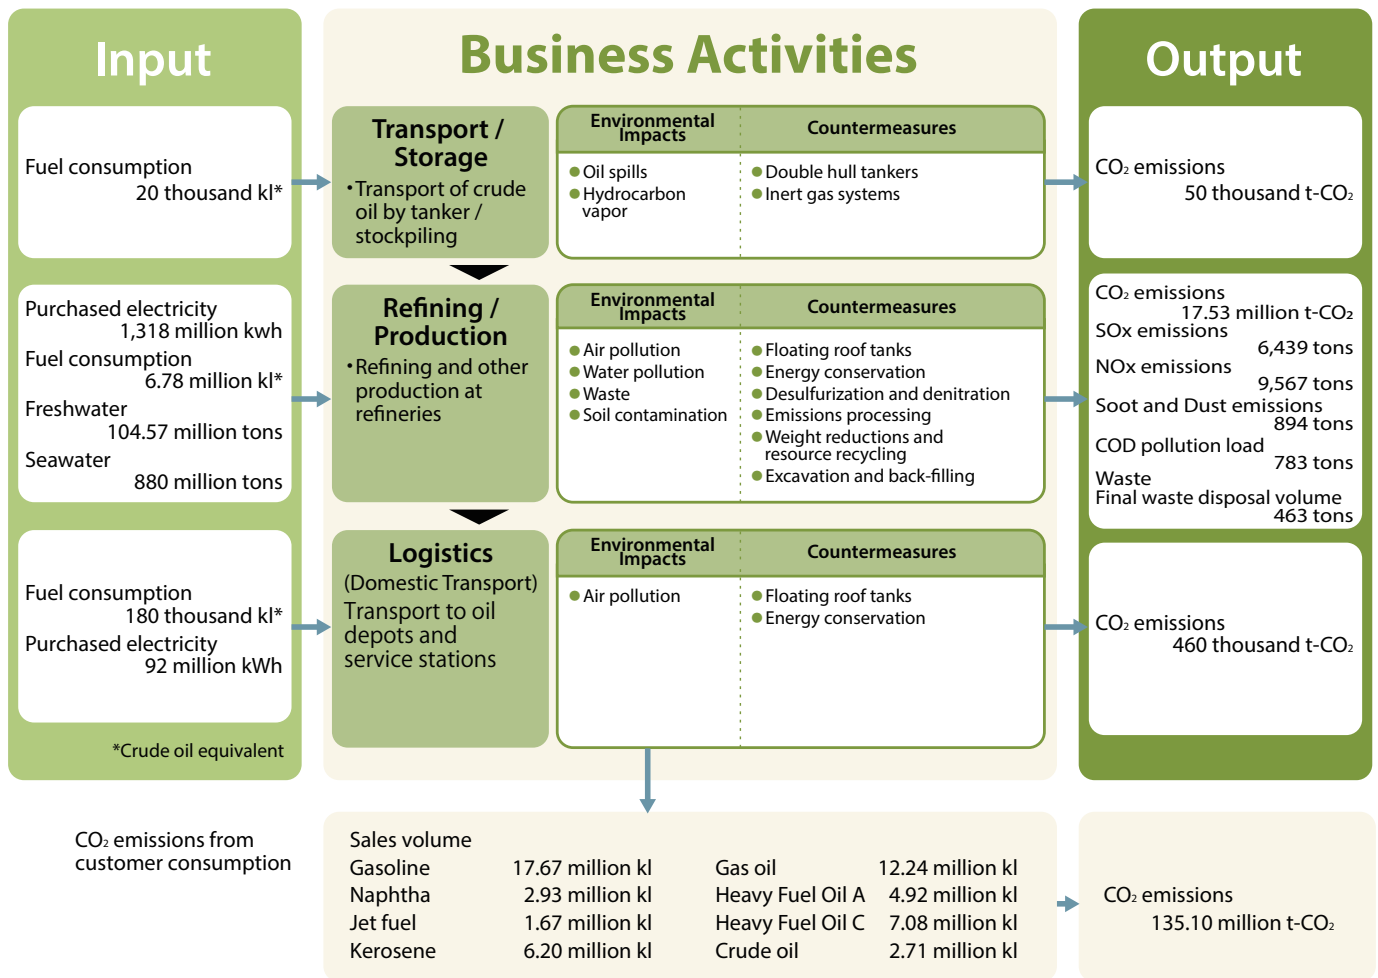 Input
Business Activities
Output
Fuel consumption
20 thousand kl*
Transport /
Storage
・Transport of crude
oil by tanker /
stockpiling
Environmental
Impacts
Countermeasures
● Oil spills
● Hydrocarbon
vapor
● Double hull tankers
● Inert gas systems
CO₂ emissions
50 thousand t-CO₂
Purchased electricity
1,318 million kwh
Fuel consumption
6.78 million kl*
Freshwater
104.57 million tons
Seawater
880 million tons
Refining /
Production
・Refining and other
production at
refineries
Environmental
Impacts
Countermeasures
● Air pollution
● Water pollution
● Waste
● Soil contamination
● Floating roof tanks
● Energy conservation
● Desulfurization and denitration
● Emissions processing
● Weight reductions and
resource recycling
● Excavation and back-filling
CO₂ emissions
17.53 million t-CO₂
SOx emissions
6,439 tons
NOx emissions
9,567 tons
Soot and Dust emissions
894 tons
COD pollution load
783 tons
Waste
Final waste disposal volume
463 tons
Fuel consumption
180 thousand kl*
Purchased electricity
92 million kWh
*Crude oil equivalent
Logistics
(Domestic Transport)
Transport to oil
depots and
service stations
Environmental
Impacts
Countermeasures
● Air pollution
● Floating roof tanks
● Energy conservation
CO₂ emissions
460 thousand t-CO₂
CO₂ emissions from
customer consumption
Sales volume
Gasoline 17.67 million kl
Naphtha 2.93 million kl
Jet fuel 1.67 million kl
Kerosene 6.20 million kl
Gas oil 12.24 million kl
Heavy Fuel Oil A 4.92 million kl
Heavy Fuel Oil C 7.08 million kl
Crude oil 2.71 million kl
CO₂ emissions
135.10 million t-CO₂